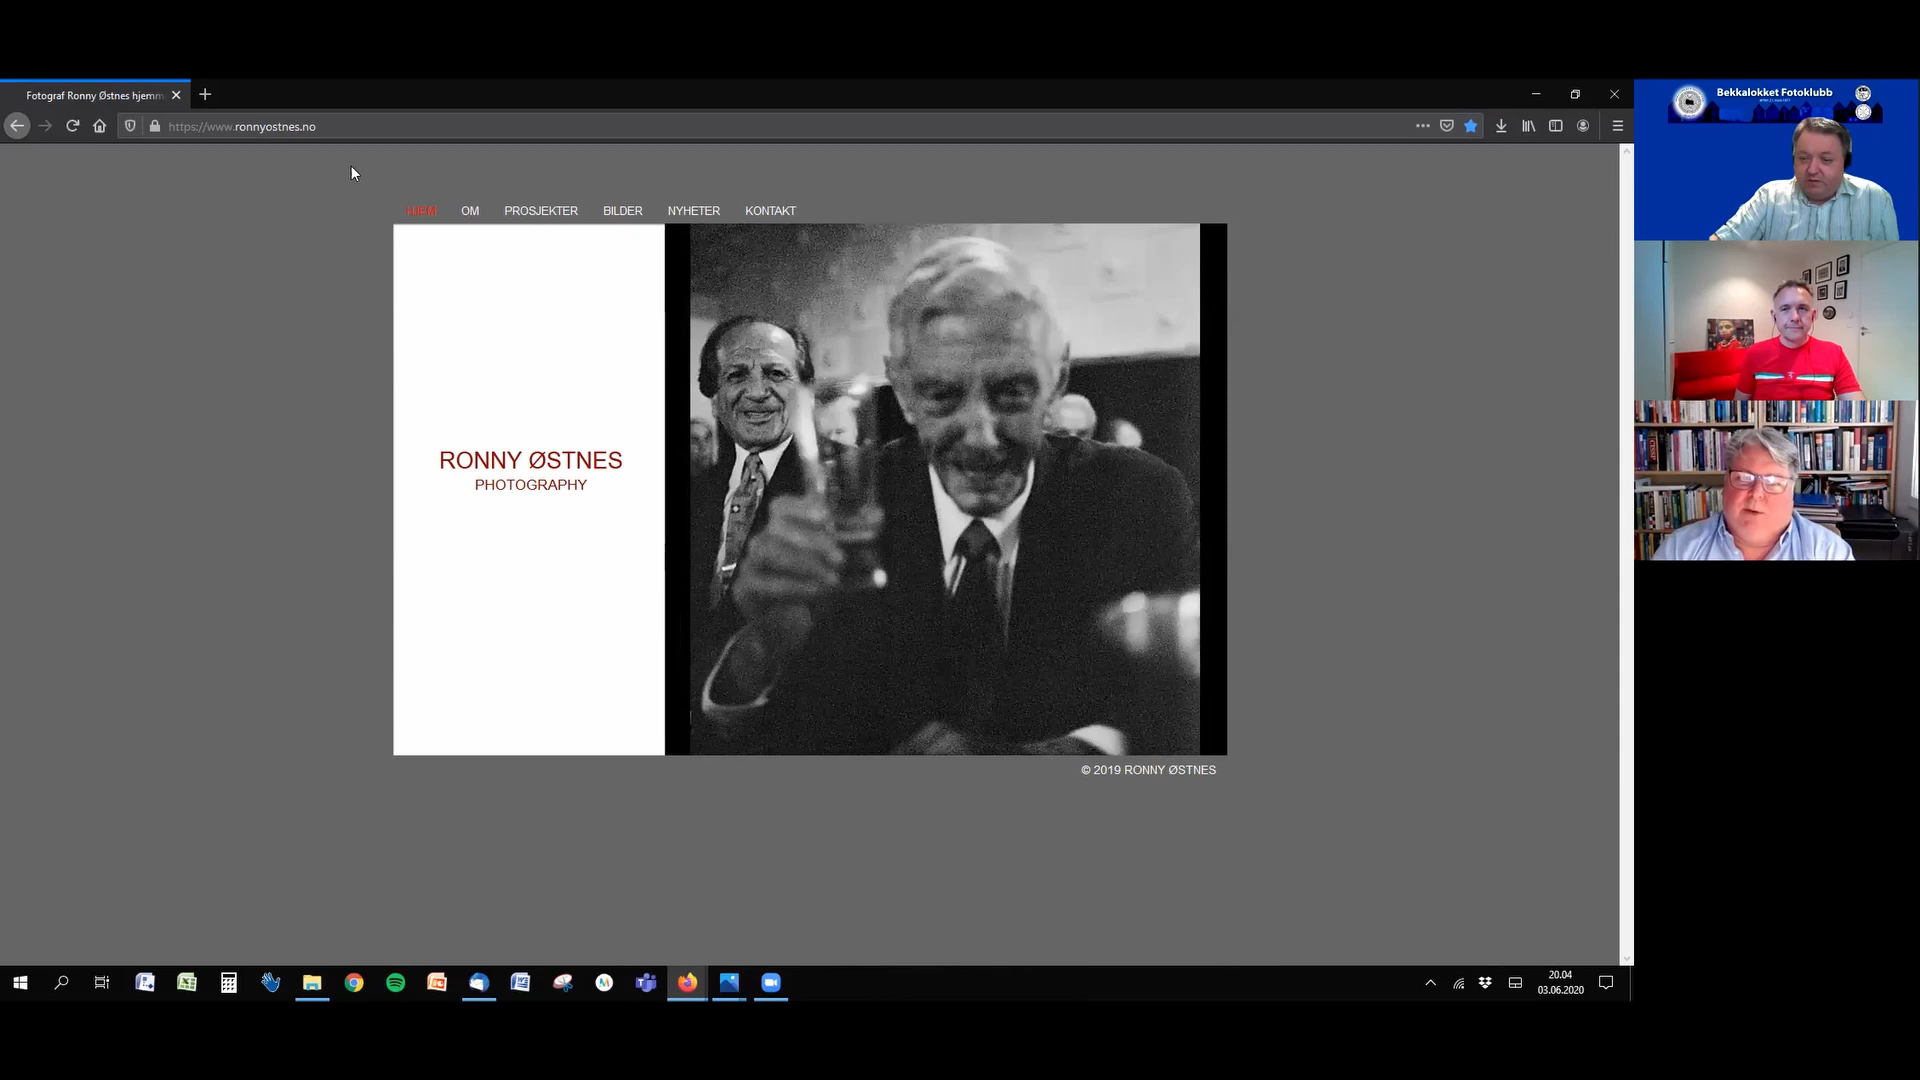 Fotograf Ronny Østnes hjemm
https://www.ronnyostnes.no
HJEM OM PROSJEKTER BILDER NYHETER KONTAKT
RONNY ØSTNES
PHOTOGRAPHY
© 2019 RONNY ØSTNES
Bekkalokket Fotoklubb
20.04
03.06.2020